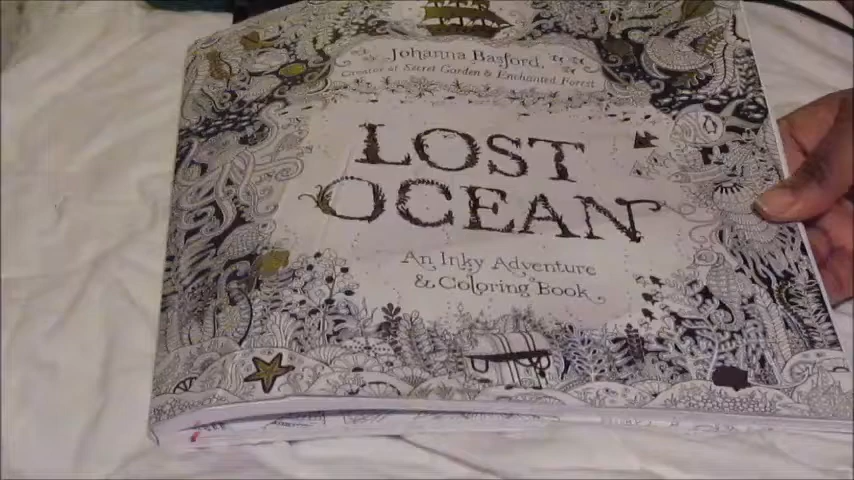 Johanna Basford,
Creator of Secret Garden & Enchanted Forest
LOST
OCEAN
An Inky Adventure
& Coloring Book